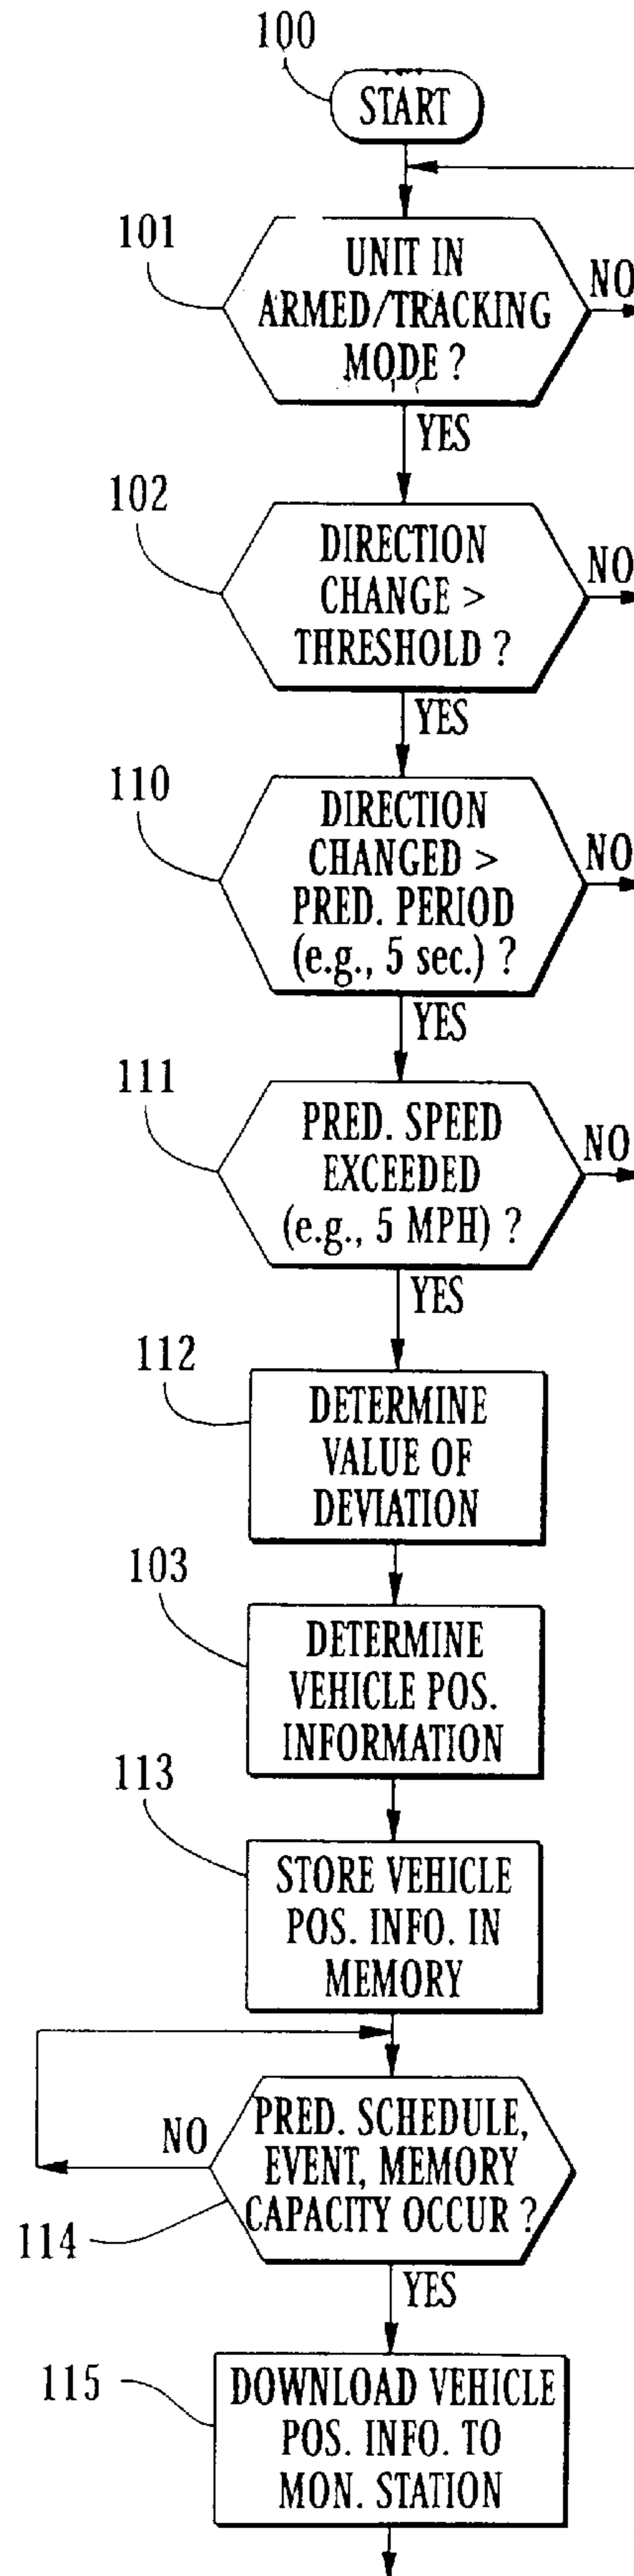 100
START
101
UNIT IN
ARMED/TRACKING
MODE ?
NO
YES
102
DIRECTION
CHANGE >
THRESHOLD ?
NO
YES
110
DIRECTION
CHANGED >
PRED. PERIOD
(e.g., 5 sec.) ?
NO
YES
111
PRED. SPEED
EXCEEDED
(e.g., 5 MPH) ?
NO
YES
112
DETERMINE
VALUE OF
DEVIATION
103
DETERMINE
VEHICLE POS.
INFORMATION
113
STORE VEHICLE
POS. INFO. IN
MEMORY
NO
PRED. SCHEDULE,
EVENT, MEMORY
CAPACITY OCCUR ?
114
YES
115
DOWNLOAD VEHICLE
POS. INFO. TO
MON. STATION